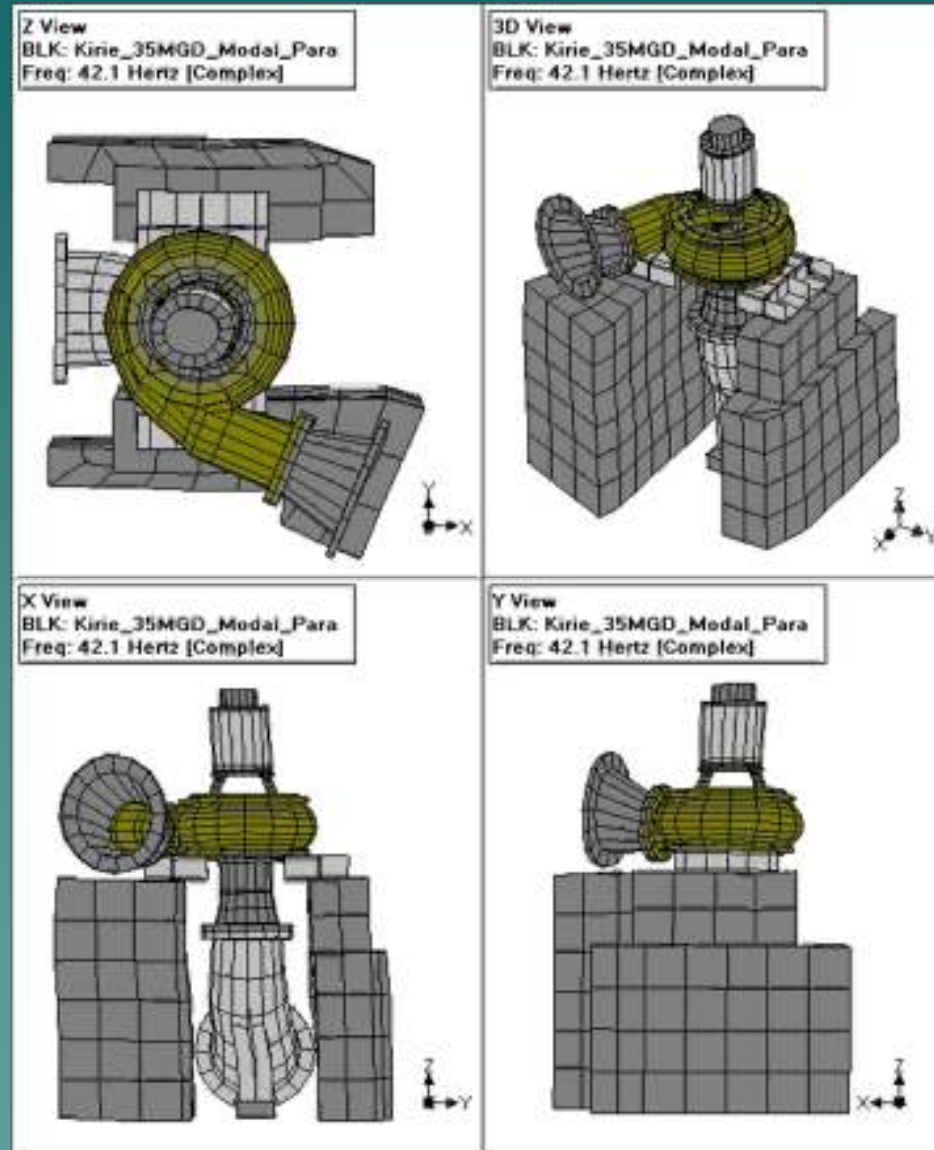 Z View
BLK: Kirie_35MGD_Modal_Para
Freq: 42.1 Hertz [Complex]
Y
X
3D View
BLK: Kirie_35MGD_Modal_Para
Freq: 42.1 Hertz [Complex]
Z
X
Y
X View
BLK: Kirie_35MGD_Modal_Para
Freq: 42.1 Hertz [Complex]
Z
Y
Y View
BLK: Kirie_35MGD_Modal_Para
Freq: 42.1 Hertz [Complex]
Z
X